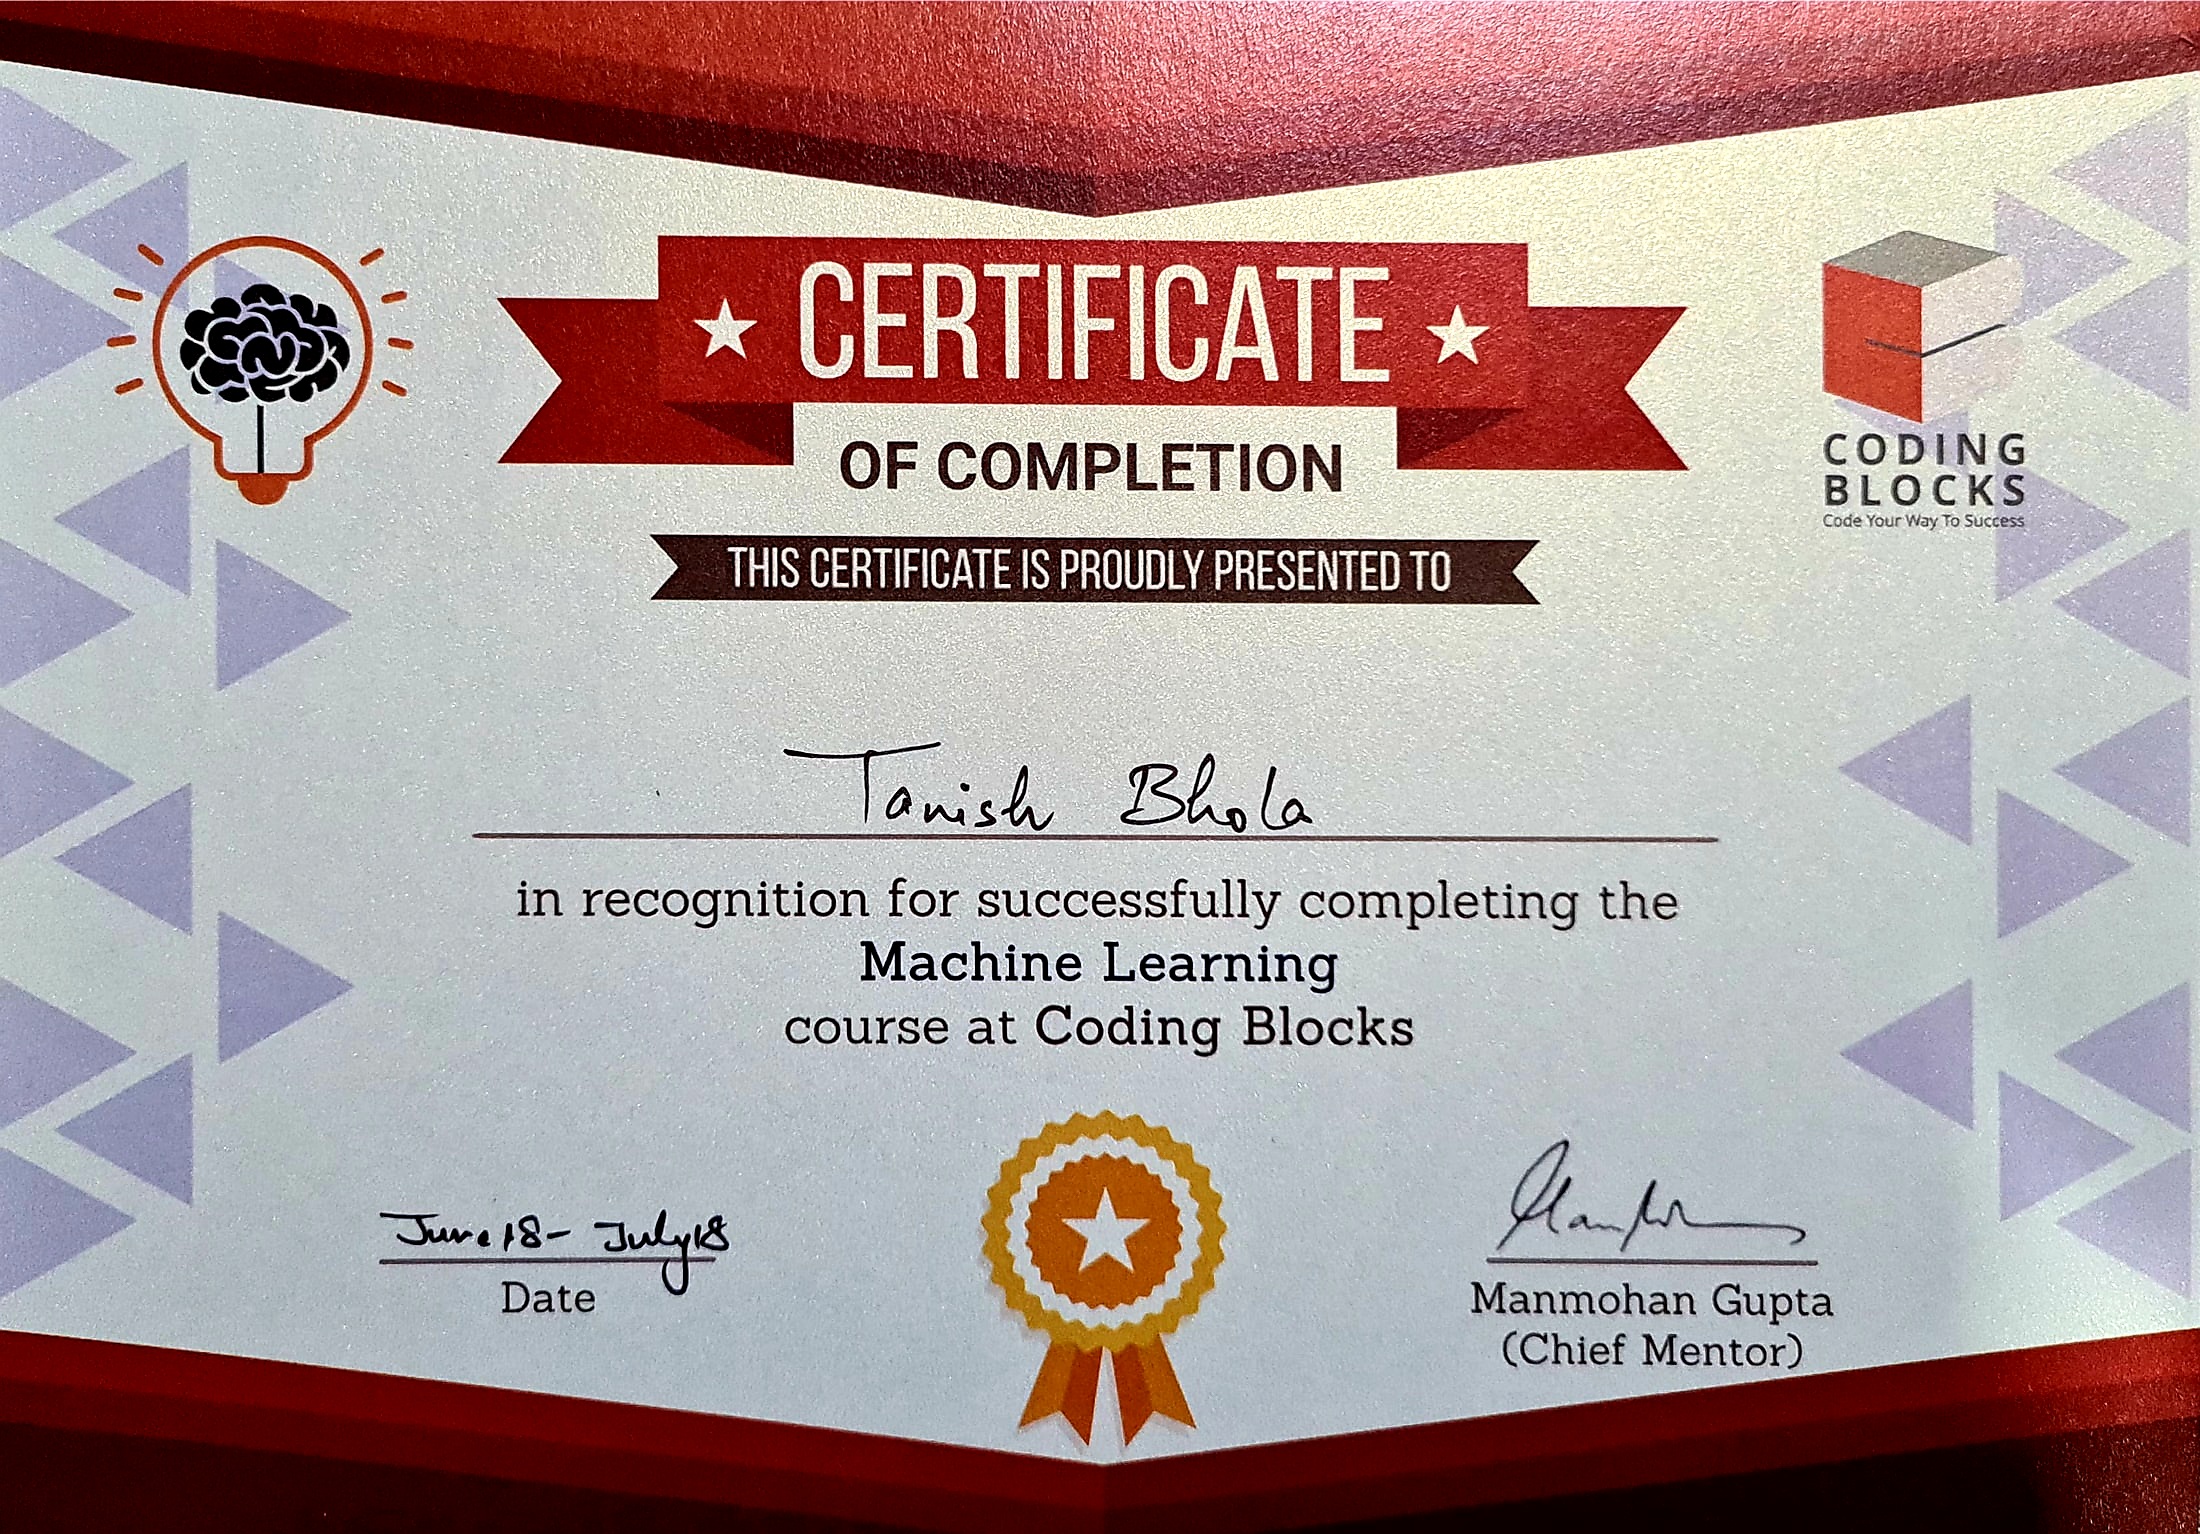 CERTIFICATE
OF COMPLETION
CODING
BLOCKS
Code Your Way To Success
THIS CERTIFICATE IS PROUDLY PRESENTED TO
Tanish Bhola
in recognition for successfully completing the
Machine Learning
course at Coding Blocks
June 18 - July 18
Date
Manmohan Gupta
(Chief Mentor)